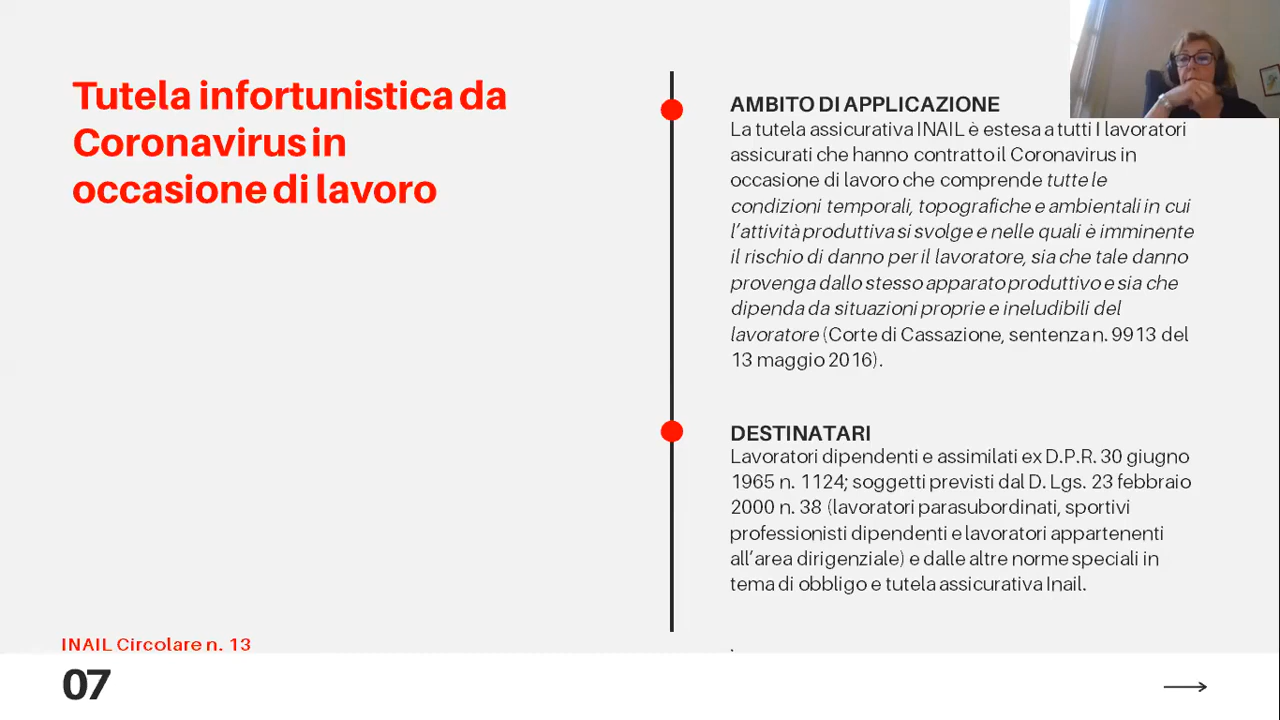 Tutela infortunistica da
Coronavirus in
occasione di lavoro
AMBITO DI APPLICAZIONE
La tutela assicurativa INAIL è estesa a tutti I lavoratori
assicurati che hanno contratto il Coronavirus in
occasione di lavoro che comprende tutte le
condizioni temporali, topografiche e ambientali in cui
l’attività produttiva si svolge e nelle quali è imminente
il rischio di danno per il lavoratore, sia che tale danno
provenga dallo stesso apparato produttivo e sia che
dipenda da situazioni proprie e ineludibili del
lavoratore (Corte di Cassazione, sentenza n. 9913 del
13 maggio 2016).
DESTINATARI
Lavoratori dipendenti e assimilati ex D.P.R. 30 giugno
1965 n. 1124; soggetti previsti dal D. Lgs. 23 febbraio
2000 n. 38 (lavoratori parasubordinati, sportivi
professionisti dipendenti e lavoratori appartenenti
all’area dirigenziale) e dalle altre norme speciali in
tema di obbligo e tutela assicurativa Inail.
.
INAIL Circolare n. 13
07